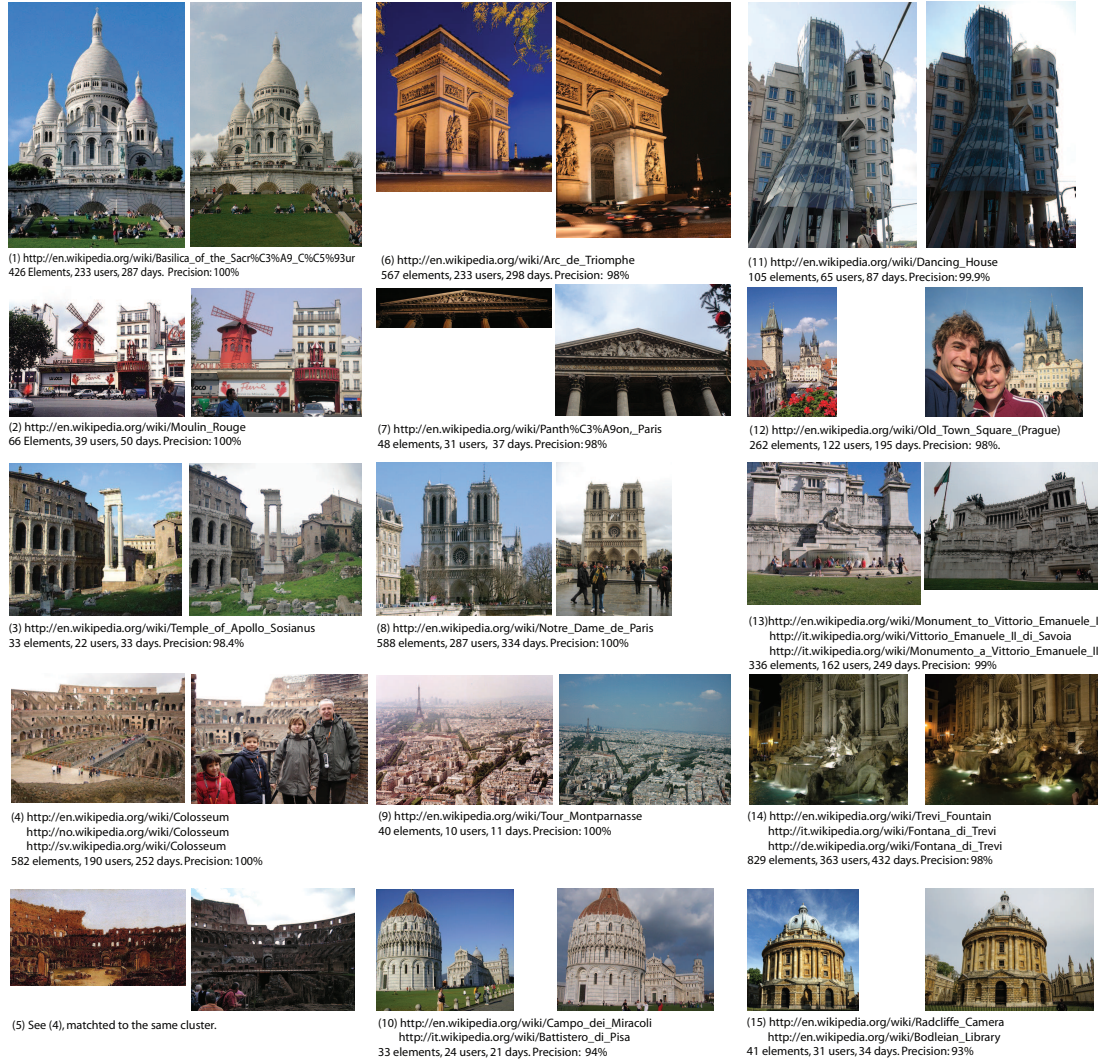 (1) http://en.wikipedia.org/wiki/Basilica_of_the_Sacr%C3%A9_C%C5%93ur
426 Elements, 233 users, 287 days. Precision: 100%
(2) http://en.wikipedia.org/wiki/Moulin_Rouge
66 Elements, 39 users, 50 days. Precision: 100%
(3) http://en.wikipedia.org/wiki/Temple_of_Apollo_Sosianus
33 elements, 22 users, 33 days. Precision: 98.4%
(4) http://en.wikipedia.org/wiki/Colosseum
http://no.wikipedia.org/wiki/Colosseum
http://sv.wikipedia.org/wiki/Colosseum
582 elements, 190 users, 252 days. Precision: 100%
(5) See (4), matchted to the same cluster.
(6) http://en.wikipedia.org/wiki/Arc_de_Triomphe
567 elements, 233 users, 298 days. Precision: 98%
(7) http://en.wikipedia.org/wiki/Panth%C3%A9on,_Paris
48 elements, 31 users, 37 days. Precision: 98%
(8) http://en.wikipedia.org/wiki/Notre_Dame_de_Paris
588 elements, 287 users, 334 days. Precision: 100%
(9) http://en.wikipedia.org/wiki/Tour_Montparnasse
40 elements, 10 users, 11 days. Precision: 100%
(10) http://en.wikipedia.org/wiki/Campo_dei_Miracoli
http://it.wikipedia.org/wiki/Battistero_di_Pisa
33 elements, 24 users, 21 days. Precision: 94%
(11) http://en.wikipedia.org/wiki/Dancing_House
105 elements, 65 users, 87 days. Precision: 99.9%
(12) http://en.wikipedia.org/wiki/Old_Town_Square_(Prague)
262 elements, 122 users, 195 days. Precision: 98%.
(13)http://en.wikipedia.org/wiki/Monument_to_Vittorio_Emanuele_I
http://it.wikipedia.org/wiki/Vittorio_Emanuele_II_di_Savoia
http://it.wikipedia.org/wiki/Monumento_a_Vittorio_Emanuele_II
336 elements, 162 users, 249 days. Precision: 99%
(14) http://en.wikipedia.org/wiki/Trevi_Fountain
http://it.wikipedia.org/wiki/Fontana_di_Trevi
http://de.wikipedia.org/wiki/Fontana_di_Trevi
829 elements, 363 users, 432 days. Precision: 98%
(15) http://en.wikipedia.org/wiki/Radcliffe_Camera
http://en.wikipedia.org/wiki/Bodleian_Library
41 elements, 31 users, 34 days. Precision: 93%